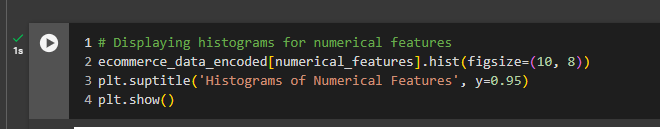 1s
1 # Displaying histograms for numerical features
2 ecommerce_data_encoded[numerical_features].hist(figsize=(10, 8))
3 plt.suptitle('Histograms of Numerical Features', y=0.95)
4 plt.show()